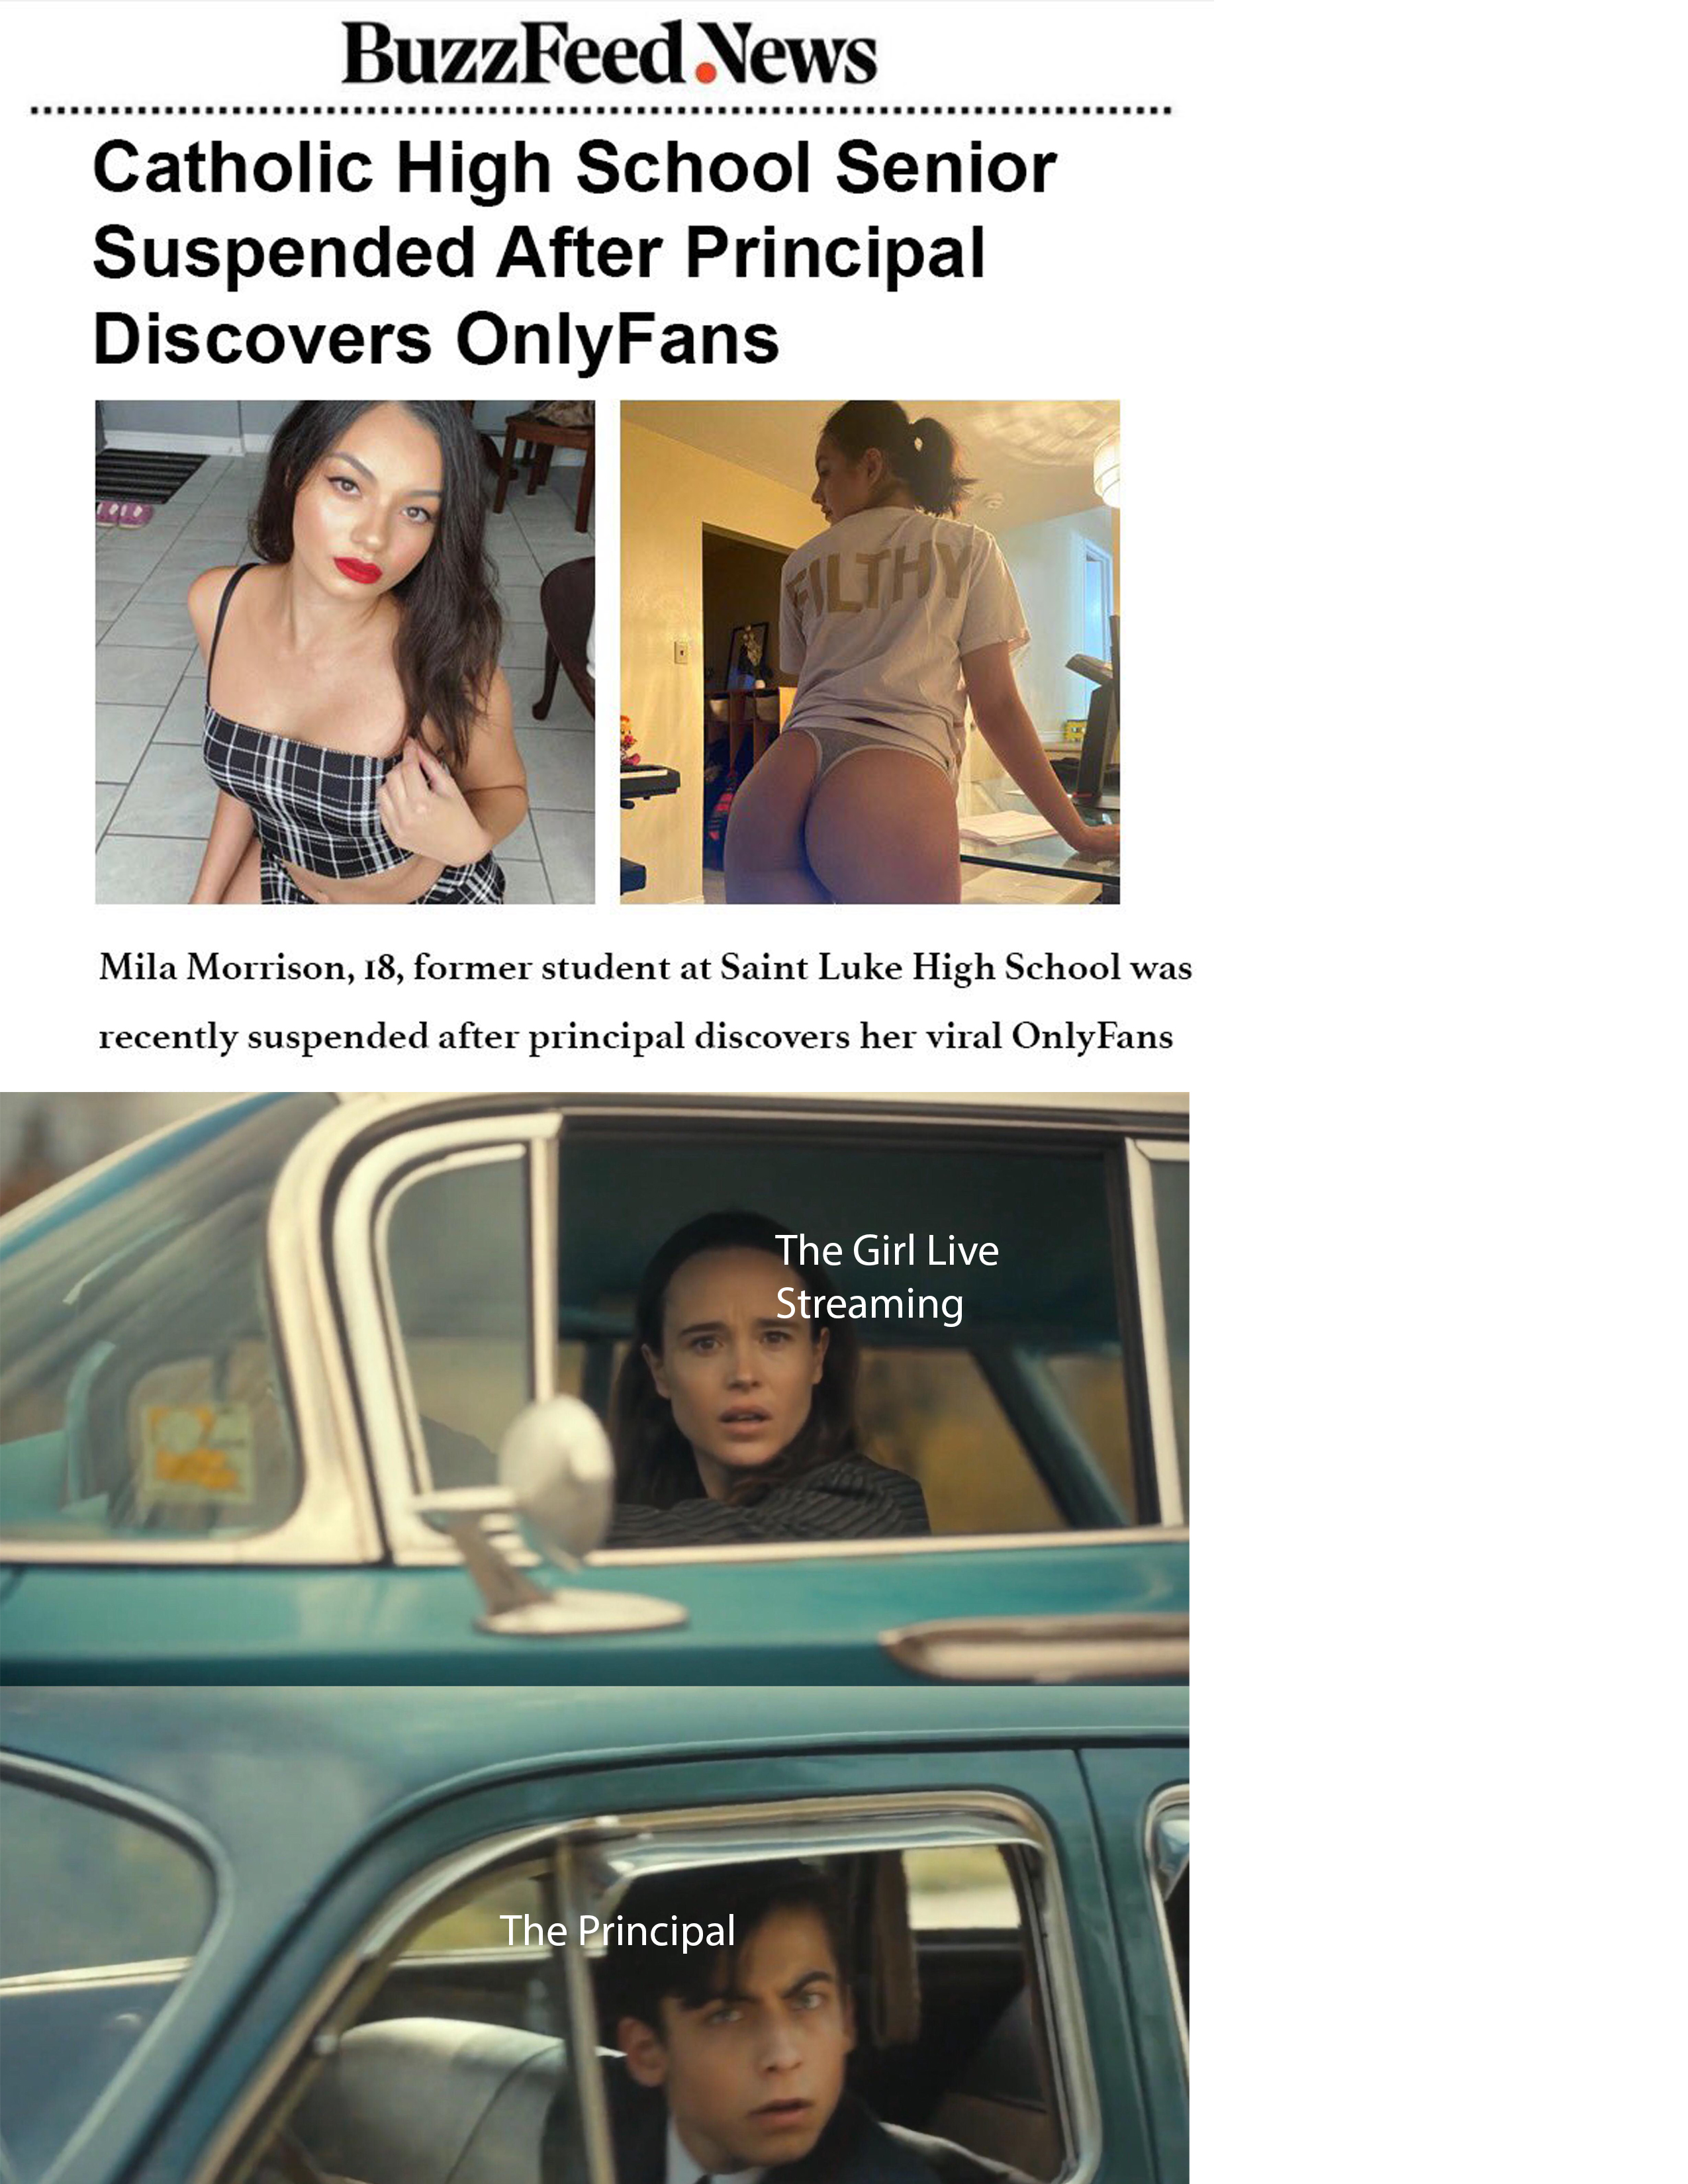 BuzzFeed News
Catholic High School Senior
Suspended After Principal
Discovers OnlyFans
FILTHY
Mila Morrison, 18, former student at Saint Luke High School was
recently suspended after principal discovers her viral OnlyFans
The Girl Live
Streaming
The Principal